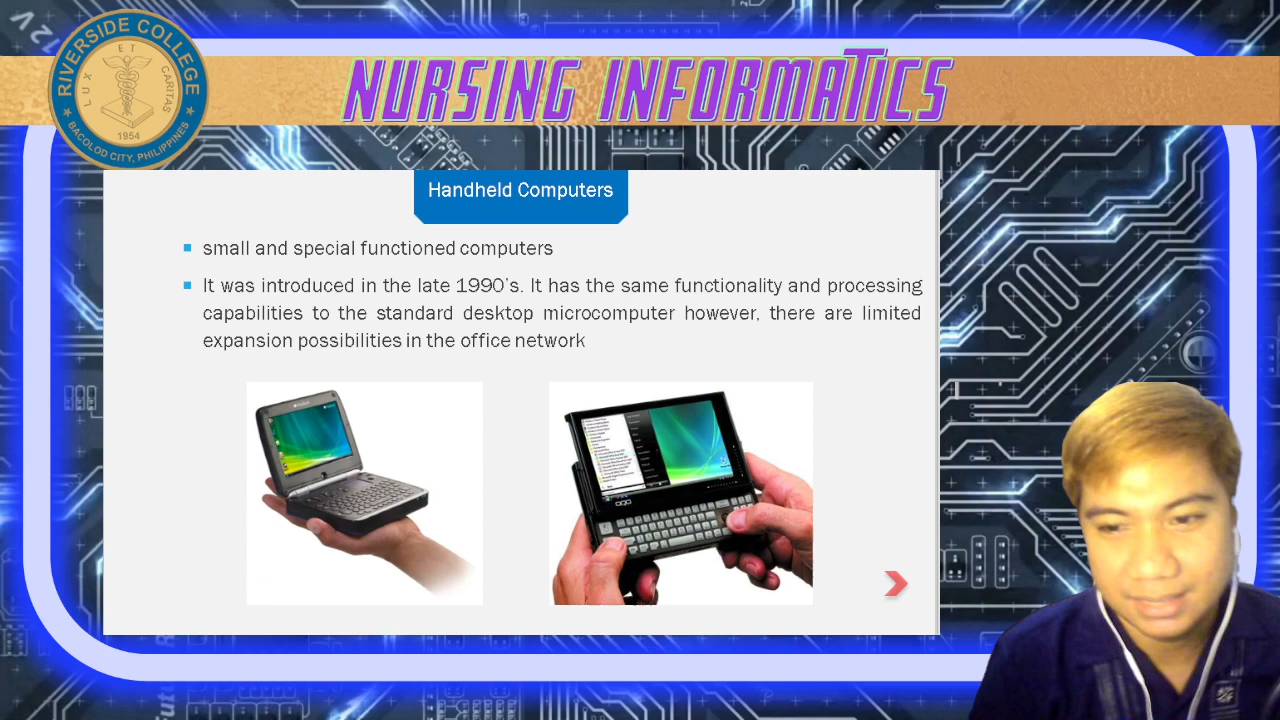 12V
RIVERSIDE COLLEGE
LUX ET CARITAS
1954
BACOLOD CITY, PHILIPPINES
NURSING INFORMATICS
Handheld Computers
small and special functioned computers
It was introduced in the late 1990's. It has the same functionality and processing
capabilities to the standard desktop microcomputer however, there are limited
expansion possibilities in the office network
oqo